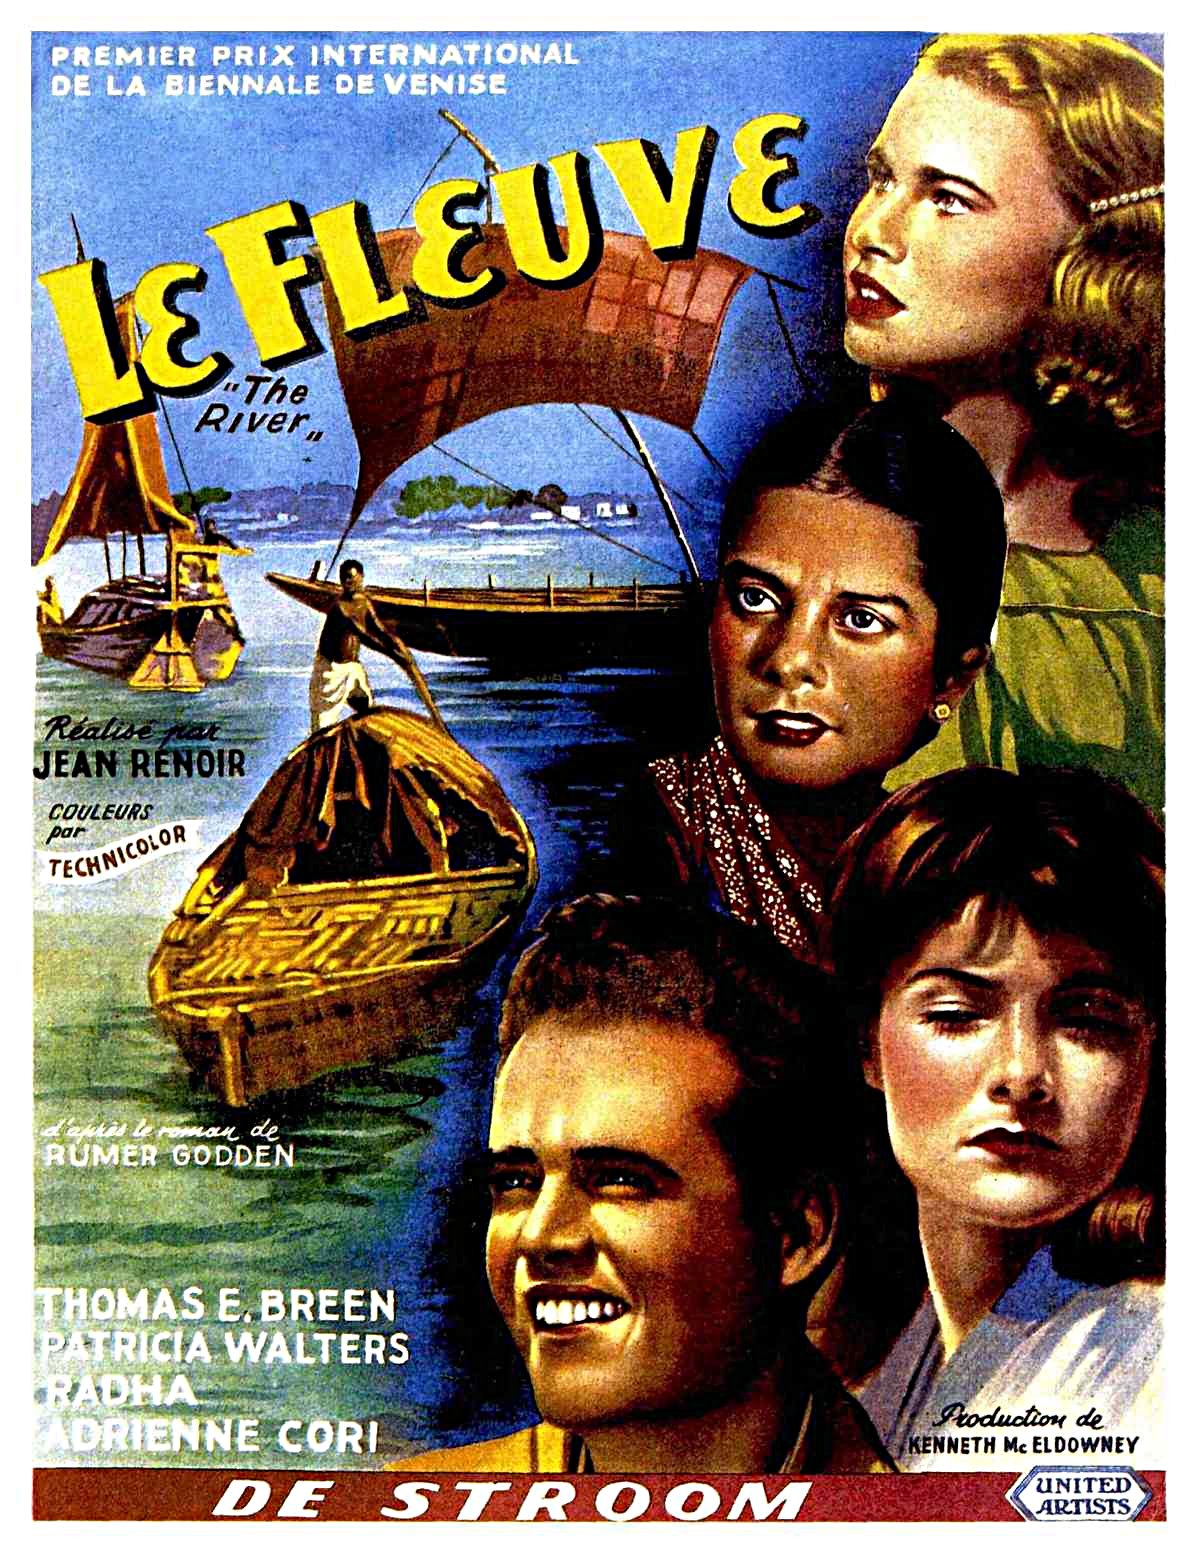 PREMIER PRIX INTERNATIONAL
DE LA BIENNALE DE VENISE
LE FLEUVE
"The
River"
Réalisé par
JEAN RENOIR
COULEURS
par
TECHNICOLOR
d'après le roman de
RUMER GODDEN
THOMAS E. BREEN
PATRICIA WALTERS
RADHA
ADRIENNE CORI
Production de
KENNETH Mc ELDOWNEY
DE STROOM
UNITED
ARTISTS